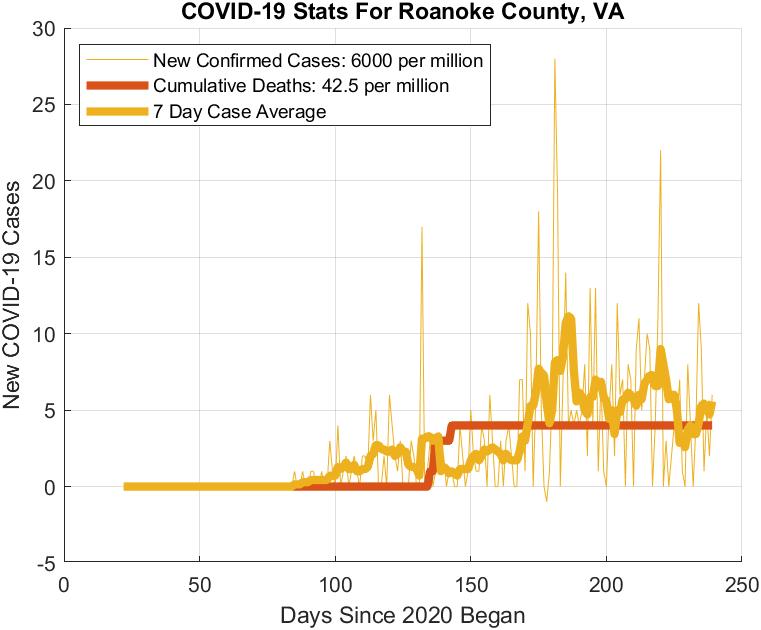 COVID-19 Stats For Roanoke County, VA
New Confirmed Cases: 6000 per million
Cumulative Deaths: 42.5 per million
7 Day Case Average
New COVID-19 Cases
30
25
20
15
10
5
0
-5
0 50 100 150 200 250
Days Since 2020 Began